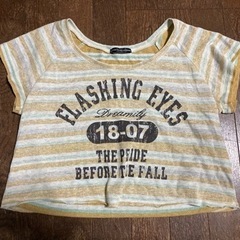 FLASHING EYES
Dreamily
18-07
THE PRIDE
BEFORE THE FALL